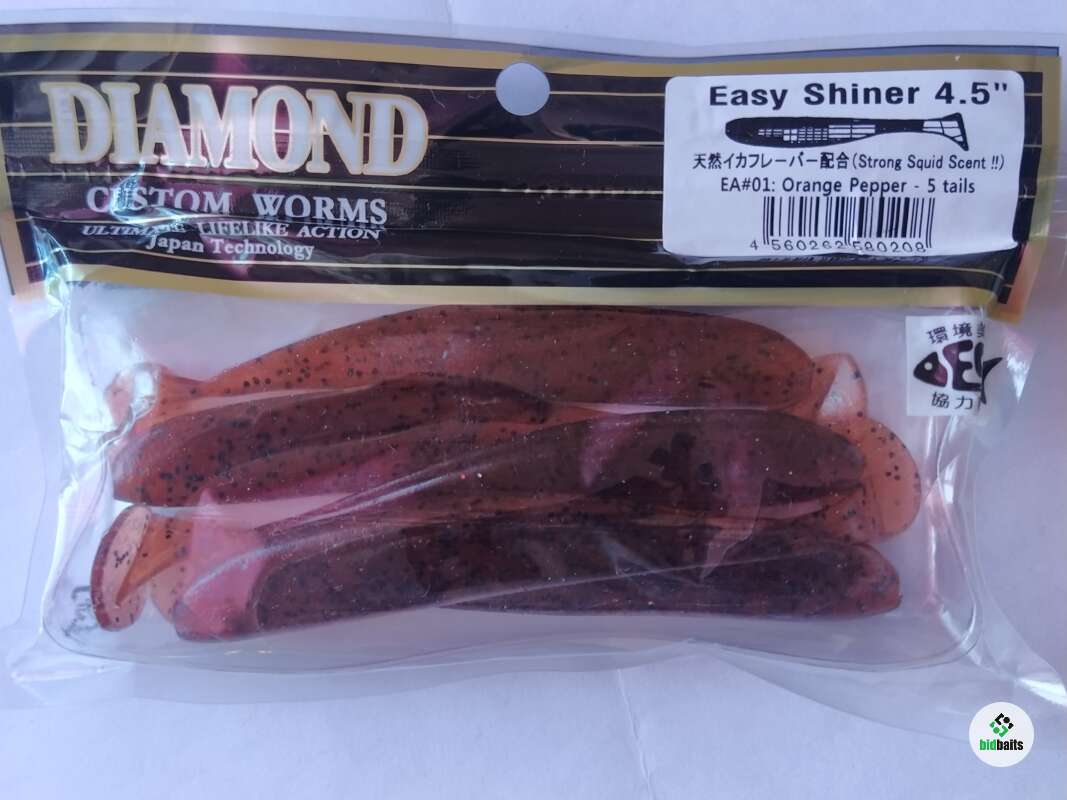 DIAMOND
CUSTOM WORMS
ULTIMATE LIFELIKE ACTION
Japan Technology
Easy Shiner 4.5"
天然イカフレーバー配合(Strong Squid Scent !!)
EA#01: Orange Pepper - 5 tails
4 560262 580208
環境
協力
bidbaits